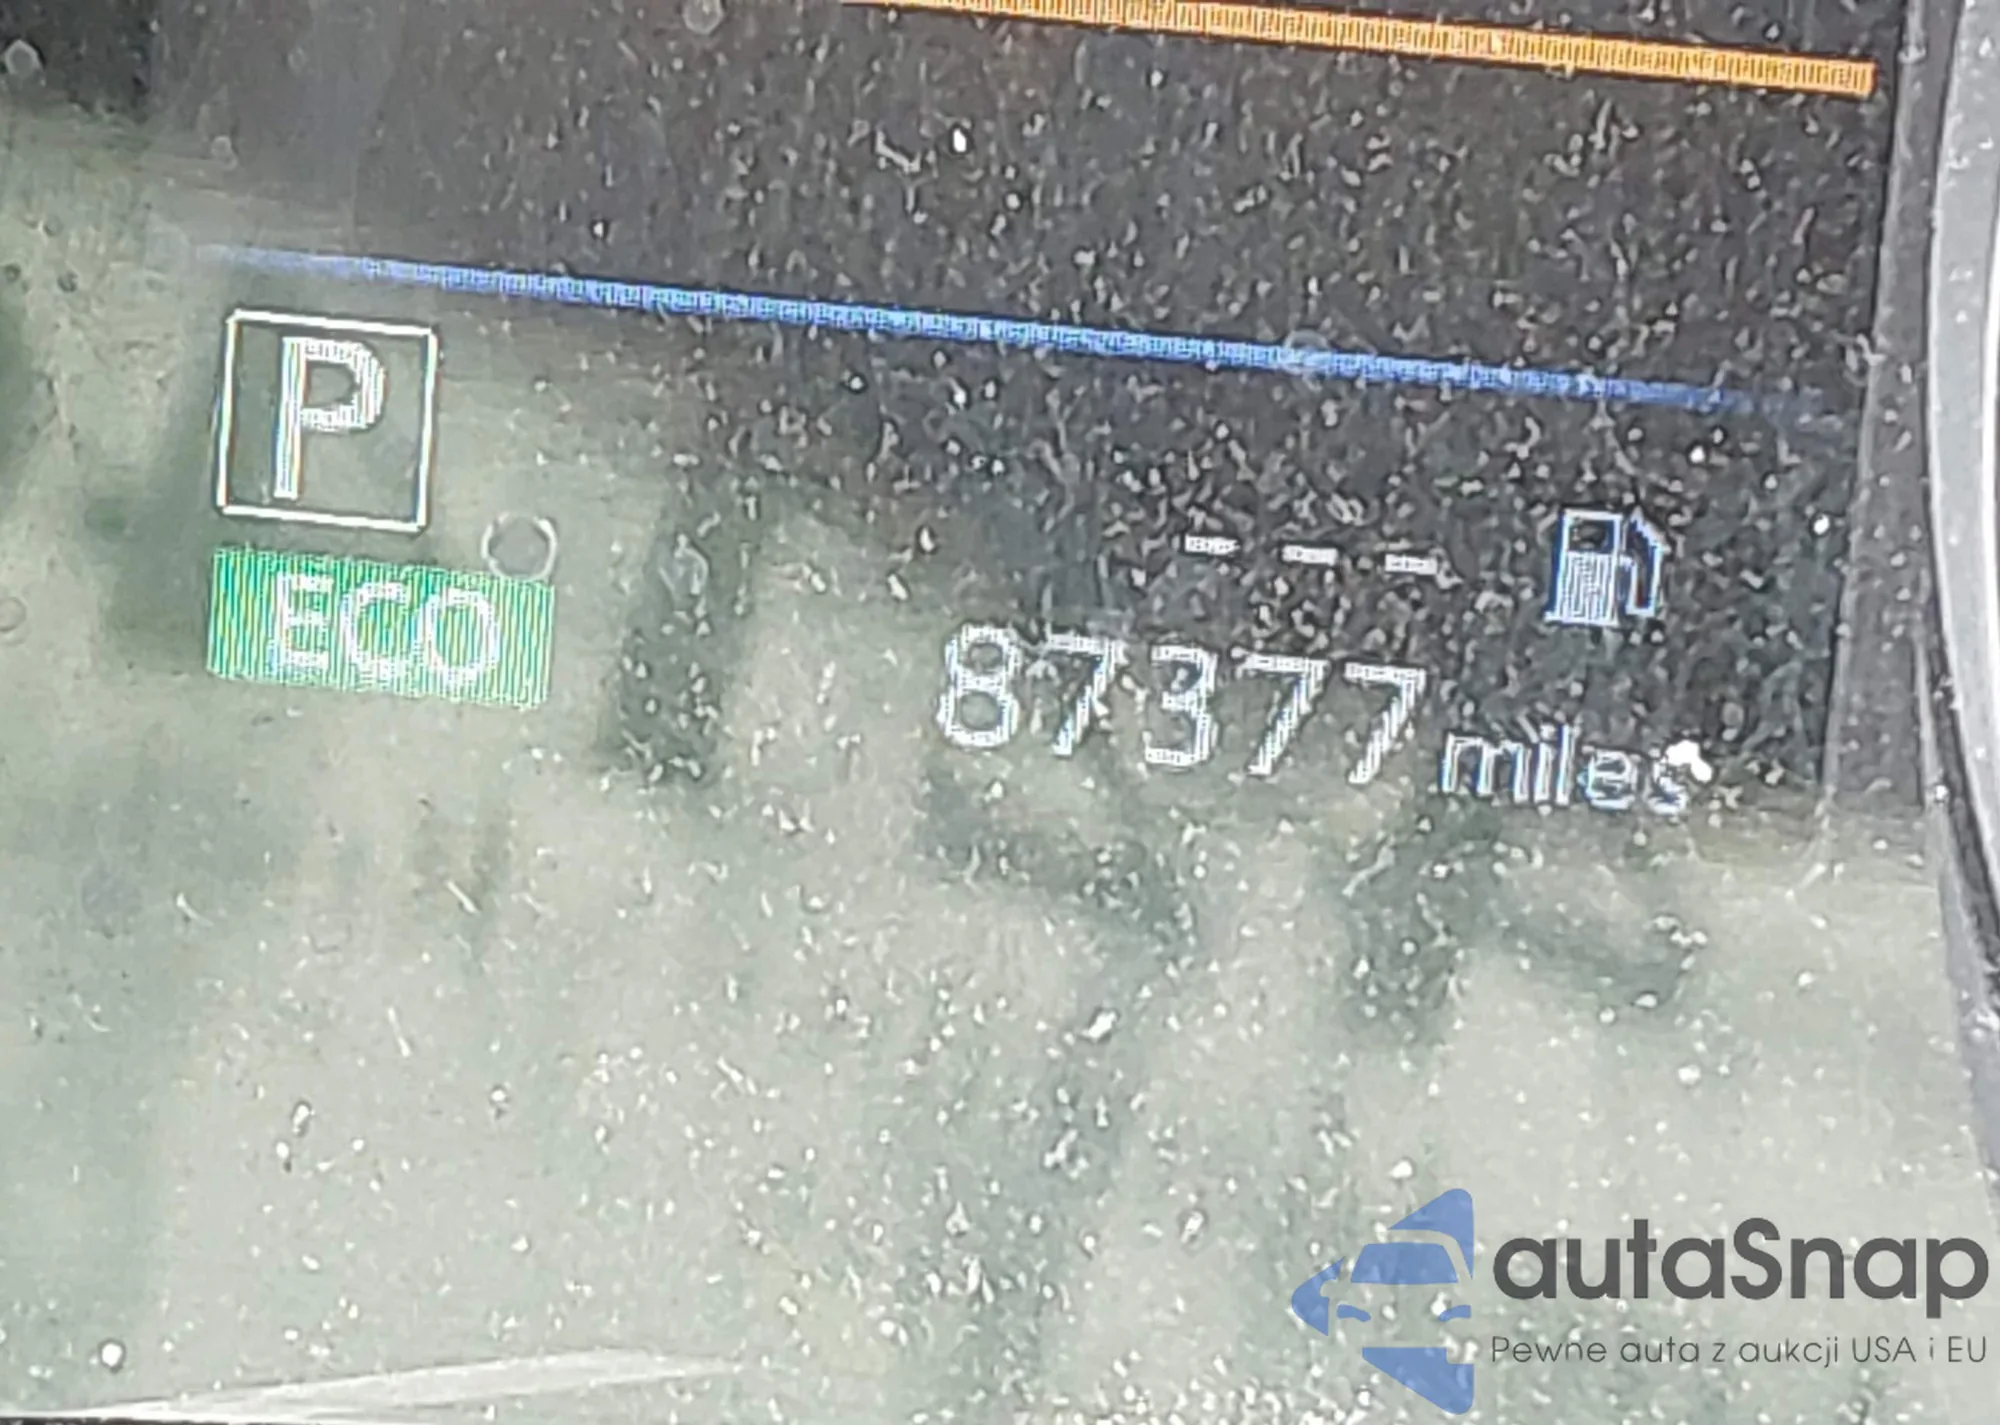 P
ECO
---
87377 miles
autaSnap
Pewne auta z aukcji USA i EU